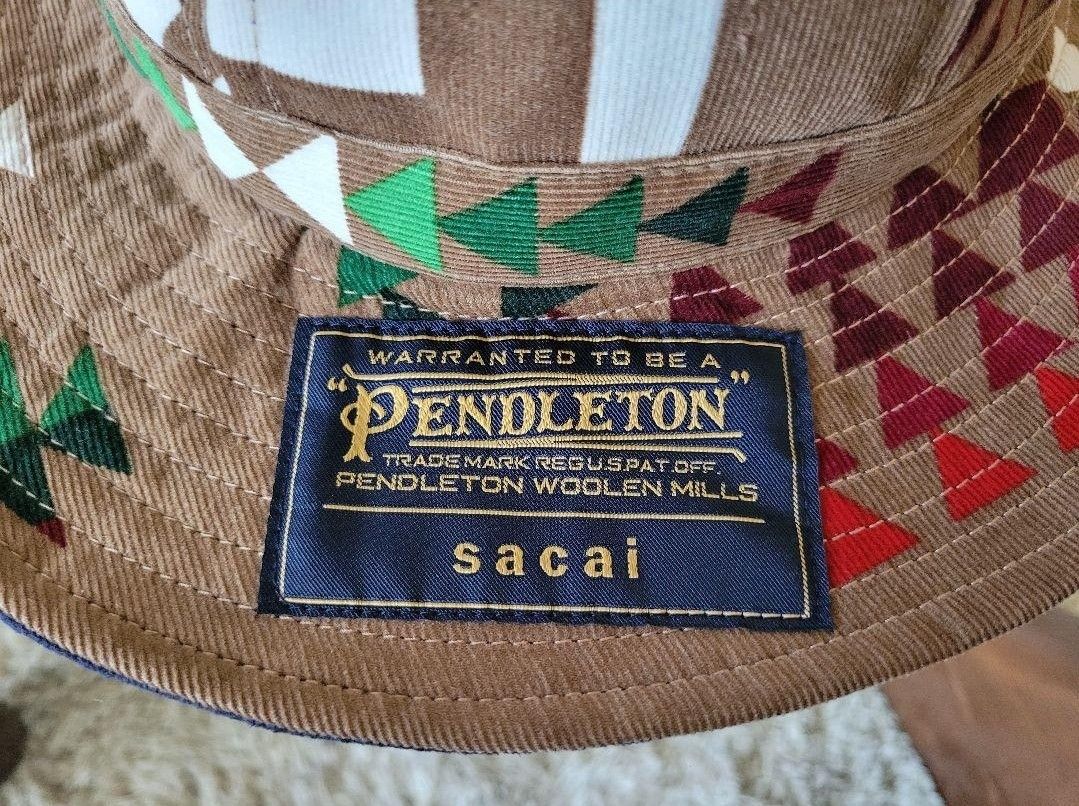 WARRANTED TO BE A
"PENDLETON"
TRADE MARK REG U.S. PAT. OFF.
PENDLETON WOOLEN MILLS
sacai